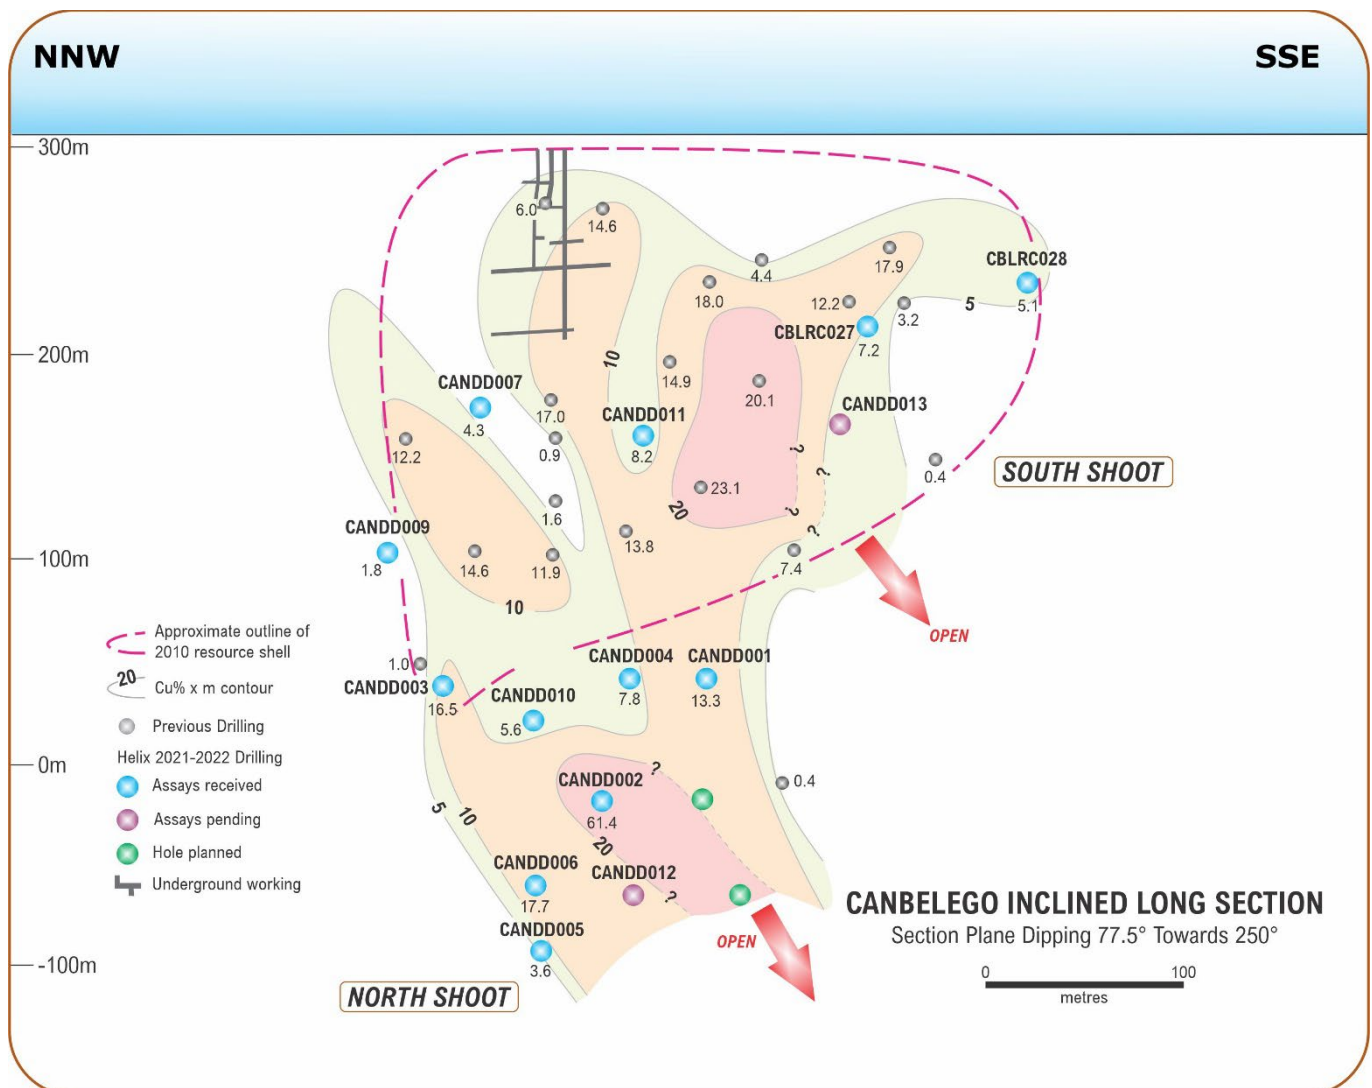 NNW
SSE
300m
6.0
14.6
4.4
17.9
CBLRC028
5.1
18.0
12.2
3.2
5
CBLRC027
7.2
200m
10
14.9
CANDD007
4.3
17.0
CANDD011
8.2
20.1
CANDD013
12.2
0.9
?
?
0.4
SOUTH SHOOT
23.1
20
?
1.6
?
CANDD009
1.8
13.8
100m
14.6
11.9
7.4
10
OPEN
Approximate outline of
2010 resource shell
1.0
CANDD004
7.8
CANDD001
13.3
20
Cu% x m contour
CANDD003
16.5
CANDD010
5.6
Previous Drilling
Helix 2021-2022 Drilling
0m
?
CANDD002
61.4
0.4
Assays received
5
10
Assays pending
20
Hole planned
CANDD006
17.7
CANDD012
?
Underground working
CANDD005
3.6
OPEN
CANBELEGO INCLINED LONG SECTION
Section Plane Dipping 77.5° Towards 250°
-100m
0
100
metres
NORTH SHOOT